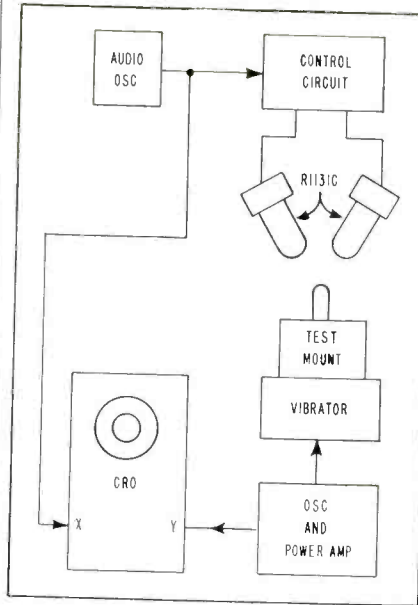 AUDIO
OSC
CONTROL
CIRCUIT
R1131C
TEST
MOUNT
VIBRATOR
CRO
X
Y
OSC
AND
POWER AMP